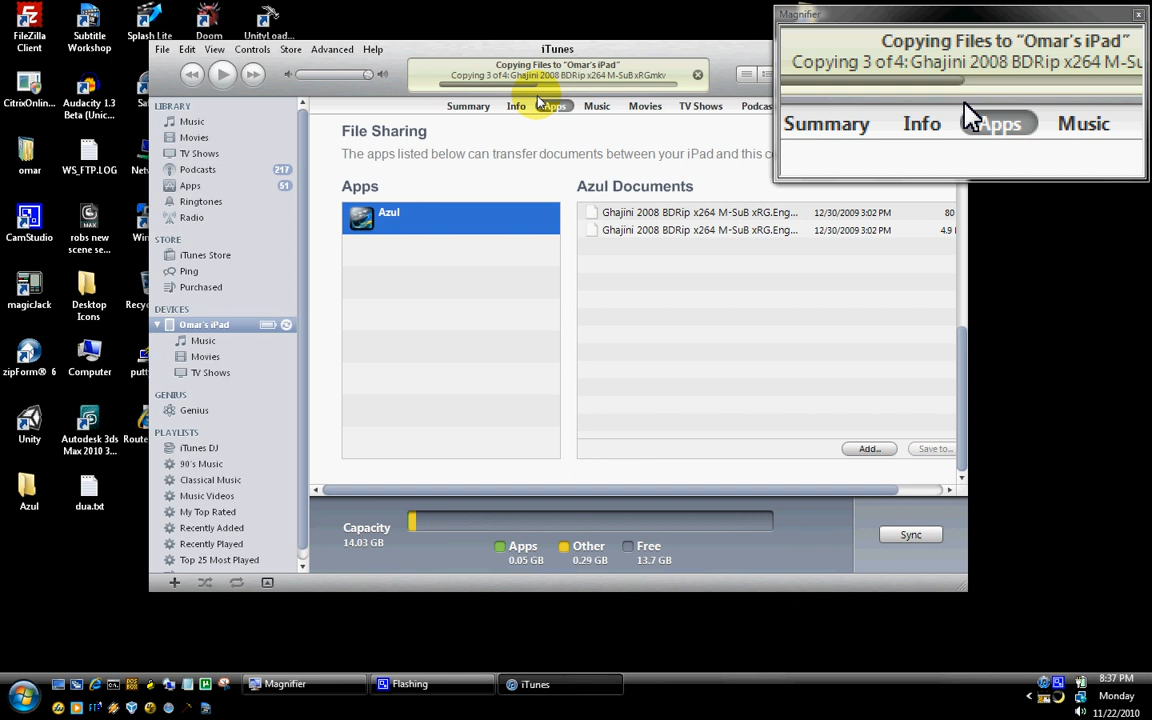 FileZilla Client
Subtitle Workshop
Splash Lite
Doom
UnityLoad...
CitrixOnlin...
Audacity 1.3 Beta (Unic...
omar
WS_FTP.LOG
CamStudio
robs new scene se...
magicJack
Desktop Icons
zipForm® 6
Computer
Unity
Autodesk 3ds Max 2010 3...
Azul
dua.txt
File Edit View Controls Store Advanced Help
iTunes
Copying Files to "Omar's iPad"
Copying 3 of 4: Ghajini 2008 BDRip x264 M-SuB xRGmkv
Summary Info Apps Music Movies TV Shows Podcas
LIBRARY
Music
Movies
TV Shows
Podcasts 217
Apps 51
Ringtones
Radio
STORE
iTunes Store
Ping
Purchased
DEVICES
Omar's iPad
Music
Movies
TV Shows
GENIUS
Genius
PLAYLISTS
iTunes DJ
90's Music
Classical Music
Music Videos
My Top Rated
Recently Added
Recently Played
Top 25 Most Played
File Sharing
The apps listed below can transfer documents between your iPad and this c
Apps
Azul
Azul Documents
Ghajini 2008 BDRip x264 M-SuB xRG.Eng... 12/30/2009 3:02 PM 80
Ghajini 2008 BDRip x264 M-SuB xRG.Eng... 12/30/2009 3:02 PM 4.9
Add... Save to...
Capacity
14.03 GB
Apps
0.05 GB
Other
0.29 GB
Free
13.7 GB
Sync
Magnifier
Copying Files to "Omar's iPad"
Copying 3 of 4: Ghajini 2008 BDRip x264 M-Su
Summary Info Apps Music
Magnifier
Flashing
iTunes
8:37 PM
Monday
11/22/2010